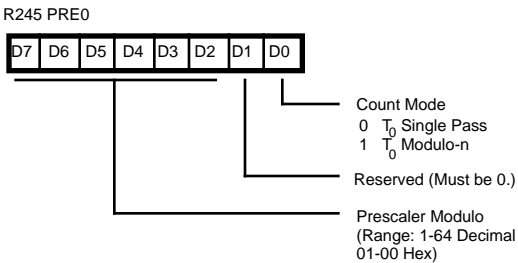 R245 PRE0
D7 D6 D5 D4 D3 D2 D1 D0
Count Mode
0 T0 Single Pass
1 T0 Modulo-n
Reserved (Must be 0.)
Prescaler Modulo
(Range: 1-64 Decimal
01-00 Hex)